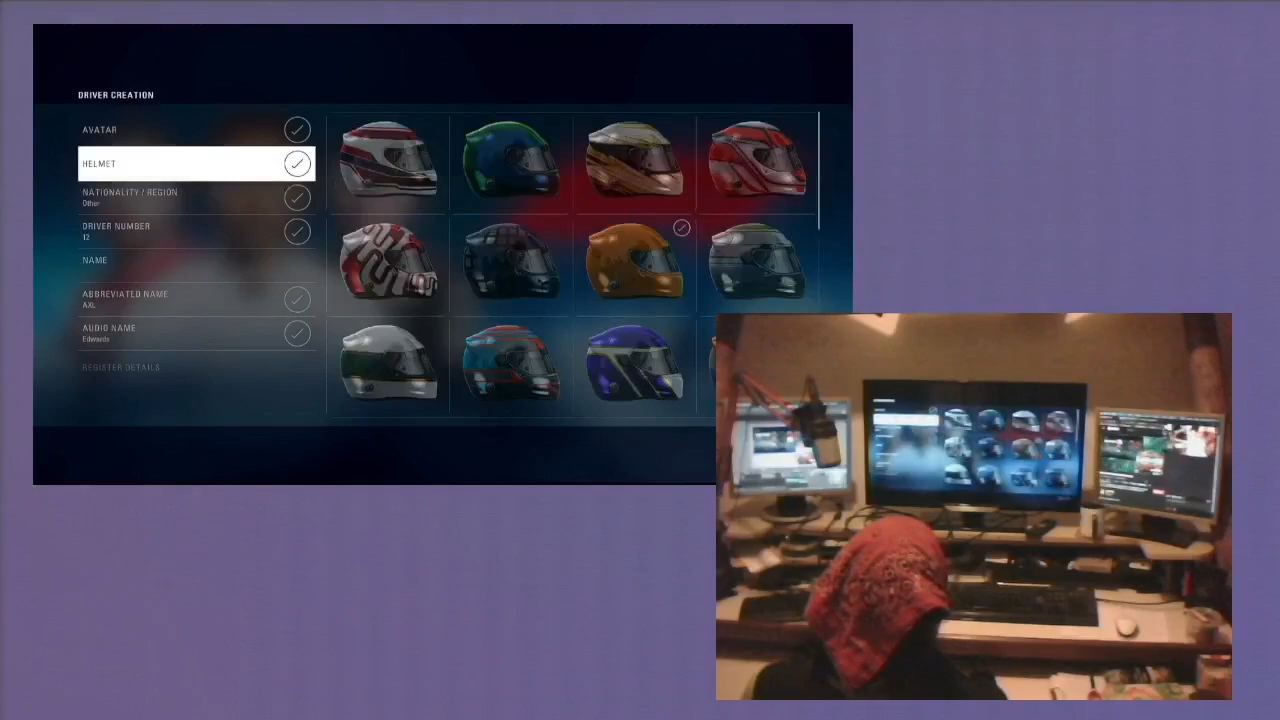 DRIVER CREATION
AVATAR
HELMET
NATIONALITY / REGION
Other
DRIVER NUMBER
12
NAME
ABBREVIATED NAME
AXL
AUDIO NAME
Edwards
REGISTER DETAILS